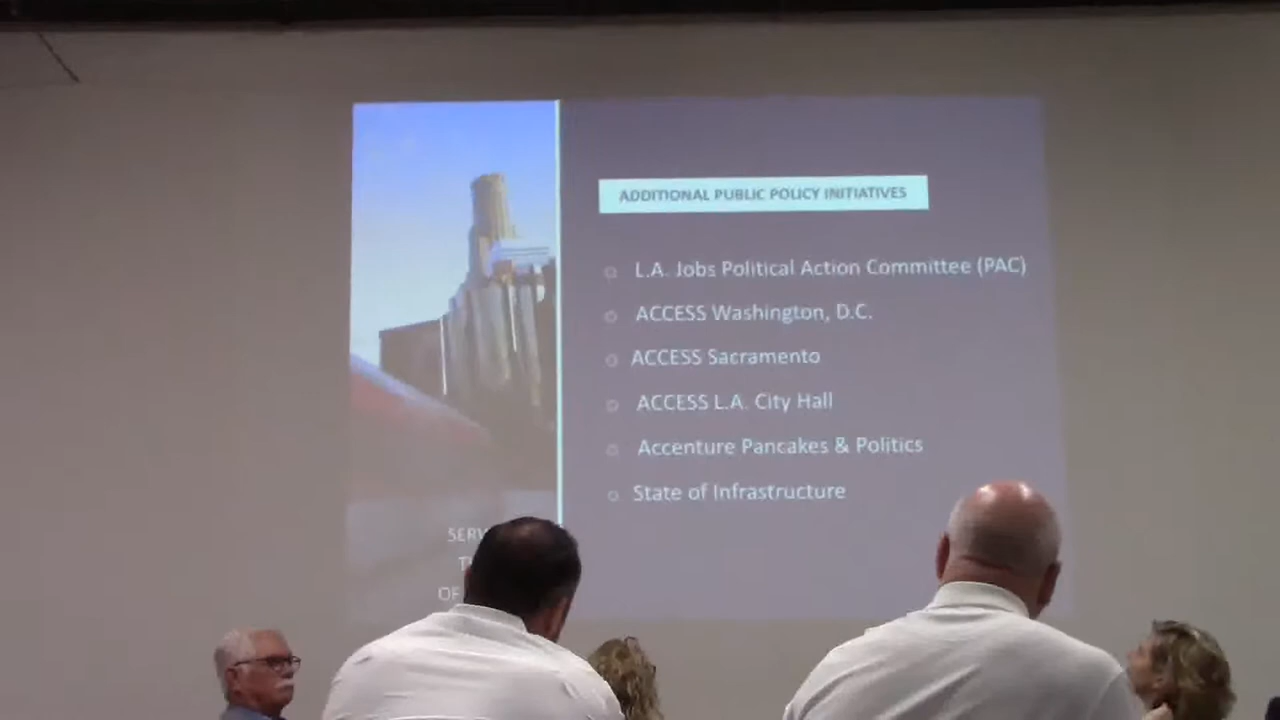 ADDITIONAL PUBLIC POLICY INITIATIVES
L.A. Jobs Political Action Committee (PAC)
ACCESS Washington, D.C.
ACCESS Sacramento
ACCESS L.A. City Hall
Accenture Pancakes & Politics
State of Infrastructure
OF